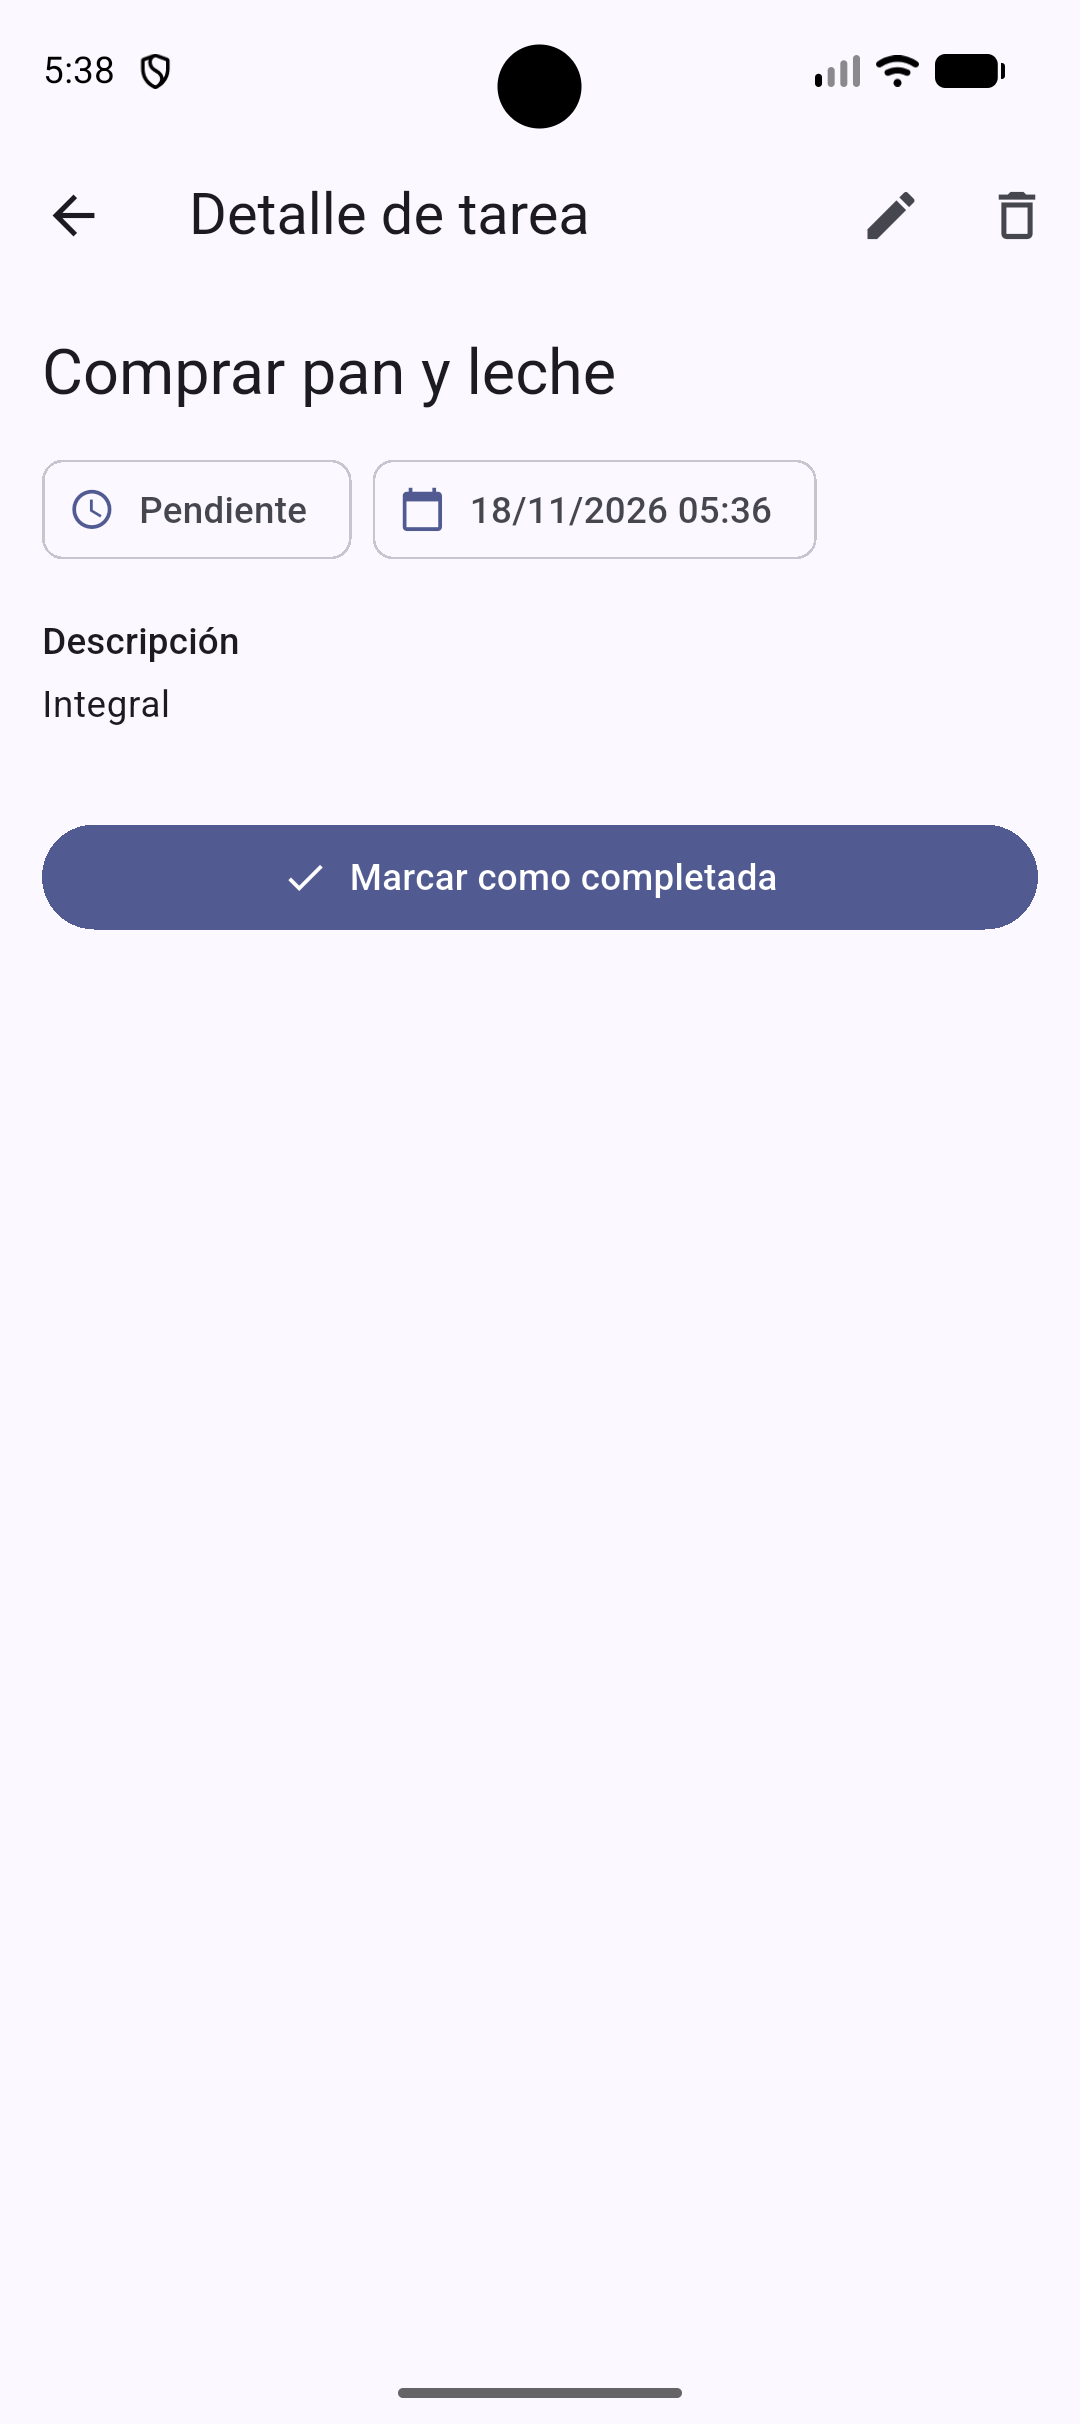 5:38
Detalle de tarea
Comprar pan y leche
Pendiente
18/11/2026 05:36
Descripción
Integral
Marcar como completada